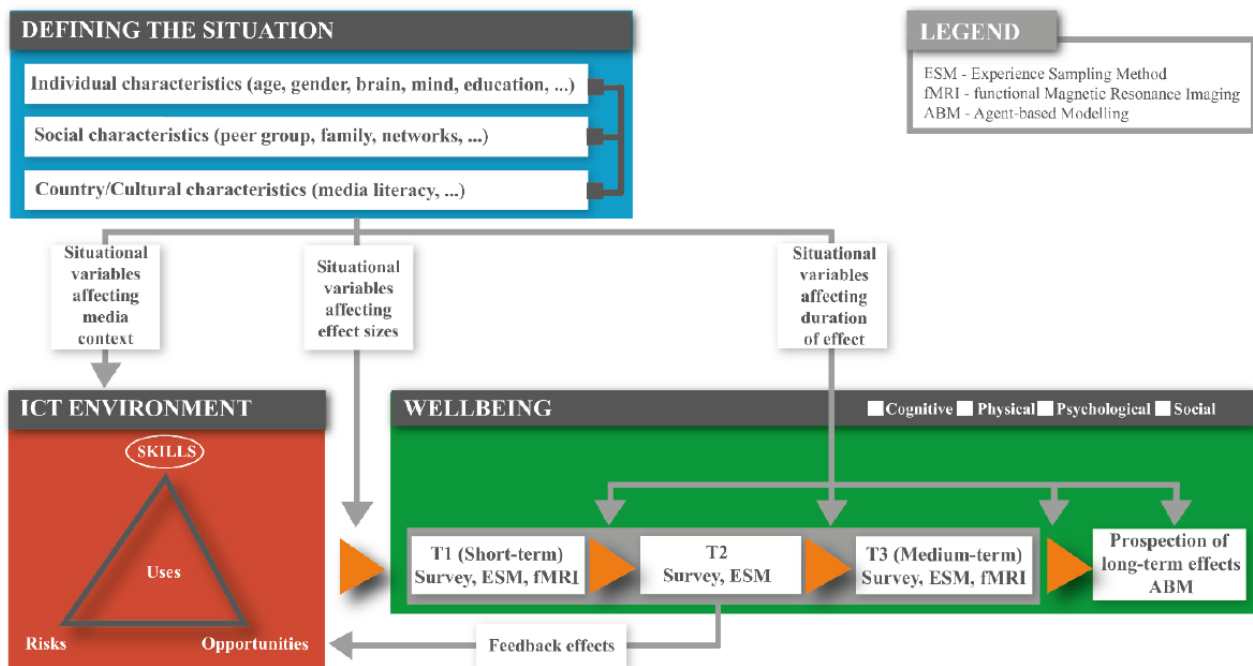 DEFINING THE SITUATION
Individual characteristics (age, gender, brain, mind, education, ...)
Social characteristics (peer group, family, networks, ...)
Country/Cultural characteristics (media literacy, ...)
LEGEND
ESM - Experience Sampling Method
fMRI - functional Magnetic Resonance Imaging
ABM - Agent-based Modelling
Situational
variables
affecting
media
context
Situational
variables
affecting
effect sizes
Situational
variables
affecting
duration
of effect
ICT ENVIRONMENT
SKILLS
Uses
Risks
Opportunities
WELLBEING
Cognitive Physical Psychological Social
T1 (Short-term)
Survey, ESM, fMRI
T2
Survey, ESM
T3 (Medium-term)
Survey, ESM, fMRI
Prospection of
long-term effects
ABM
Feedback effects